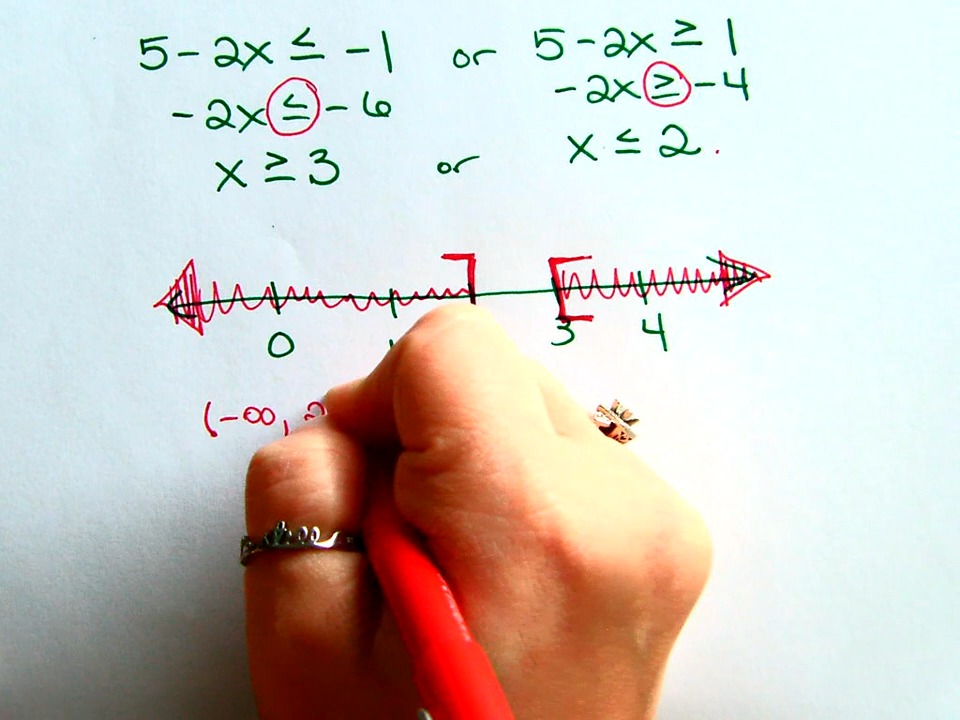 5 - 2x ≤ -1 or 5 - 2x ≥ 1
-2x ≤ -6 -2x ≥ -4
x ≥ 3 or x ≤ 2
0 3 4
(-∞,